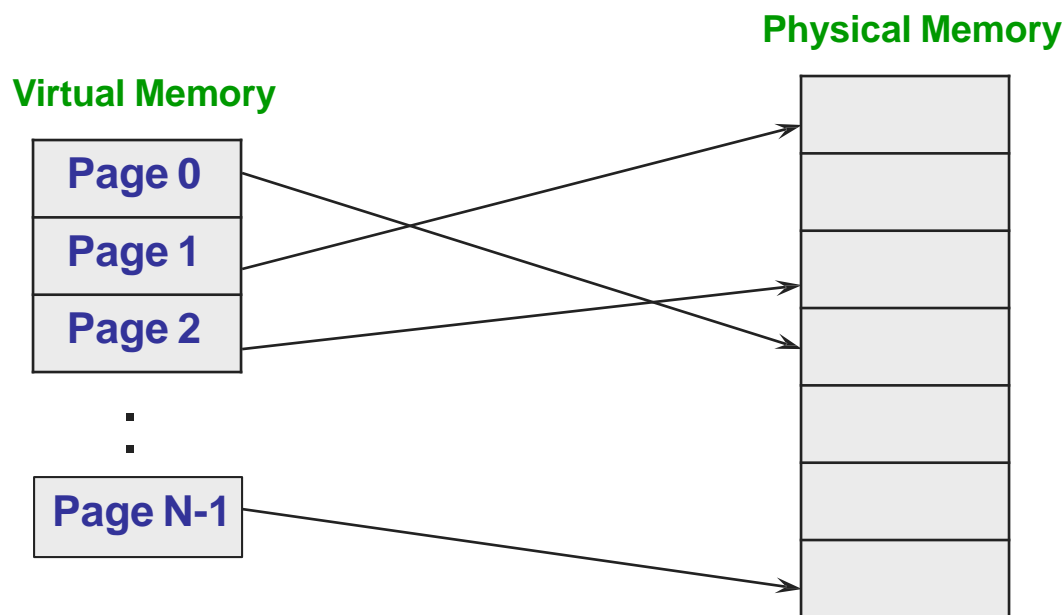 Physical Memory
Virtual Memory
Page 0
Page 1
Page 2
Page N-1